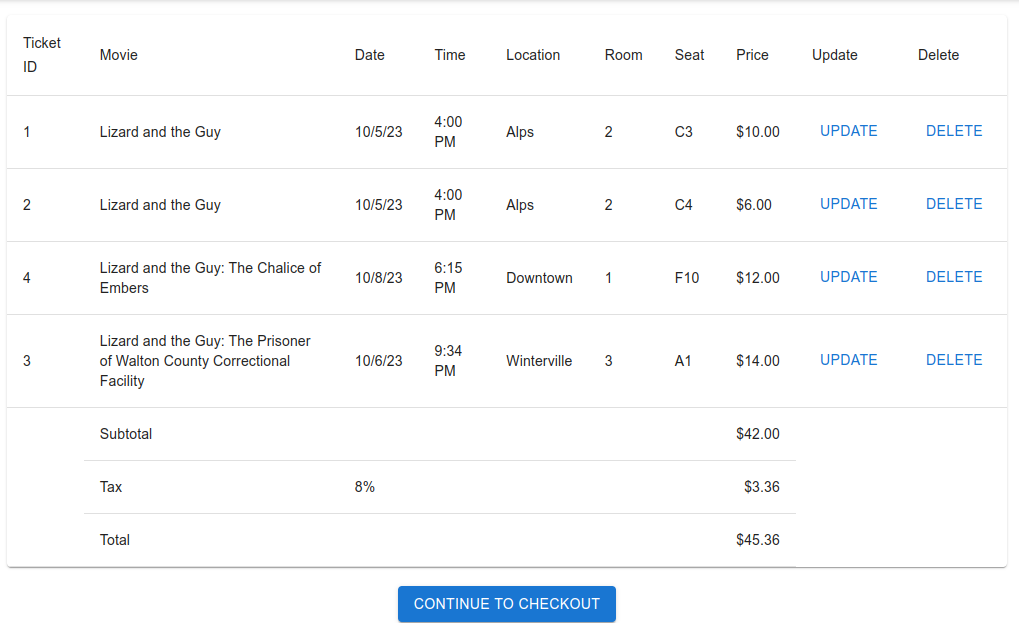 Ticket ID Movie Date Time Location Room Seat Price Update Delete
1 Lizard and the Guy 10/5/23 4:00 PM Alps 2 C3 $10.00 UPDATE DELETE
2 Lizard and the Guy 10/5/23 4:00 PM Alps 2 C4 $6.00 UPDATE DELETE
4 Lizard and the Guy: The Chalice of Embers 10/8/23 6:15 PM Downtown 1 F10 $12.00 UPDATE DELETE
3 Lizard and the Guy: The Prisoner of Walton County Correctional Facility 10/6/23 9:34 PM Winterville 3 A1 $14.00 UPDATE DELETE
Subtotal $42.00
Tax 8% $3.36
Total $45.36
CONTINUE TO CHECKOUT